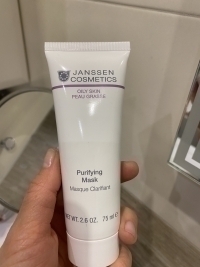 JANSSEN
COSMETICS
OILY SKIN
PEAU GRASSE
Purifying
Mask
Masque Clarifiant
NET WT. 2.6 OZ. 75 ml ℮